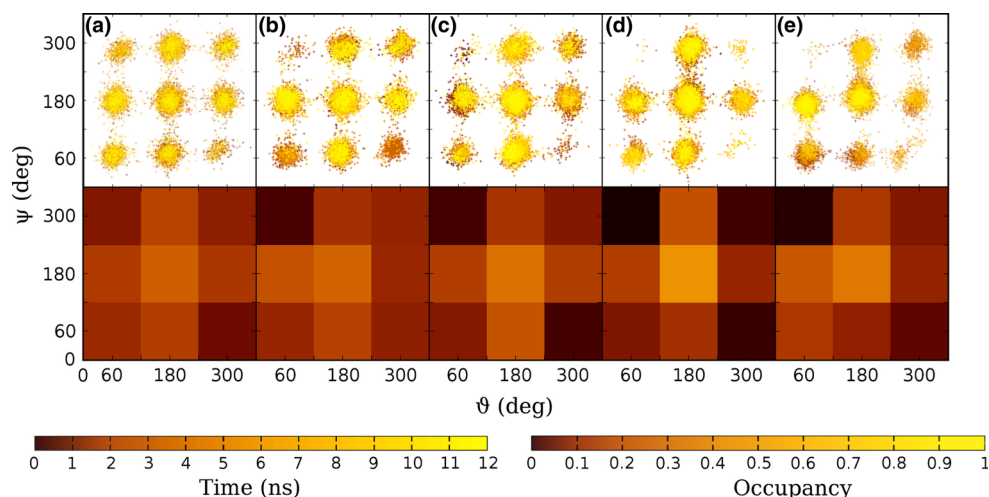 (a) (b) (c) (d) (e)
300
180
60
ψ (deg)
300
180
60
0
0 60 180 300 60 180 300 60 180 300 60 180 300 60 180 300
ϑ (deg)
0 1 2 3 4 5 6 7 8 9 10 11 12
Time (ns)
0 0.1 0.2 0.3 0.4 0.5 0.6 0.7 0.8 0.9 1
Occupancy